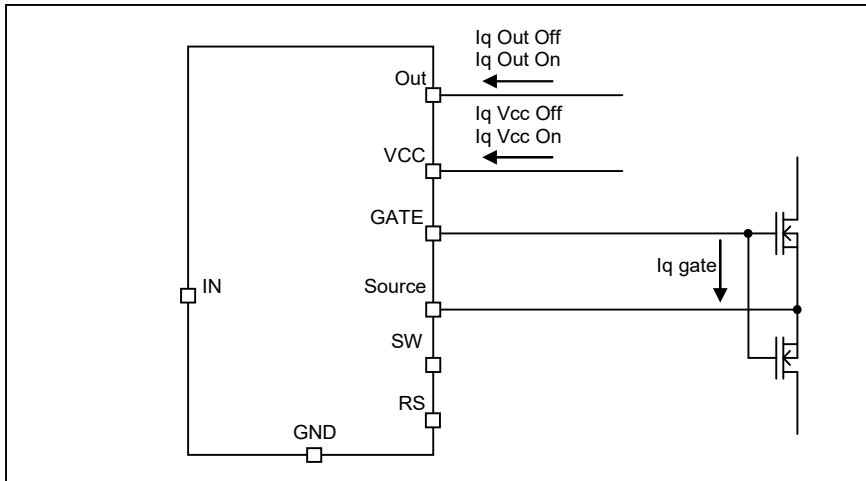 Iq Out Off
Iq Out On
Out
Iq Vcc Off
Iq Vcc On
VCC
GATE
Iq gate
IN
Source
SW
RS
GND